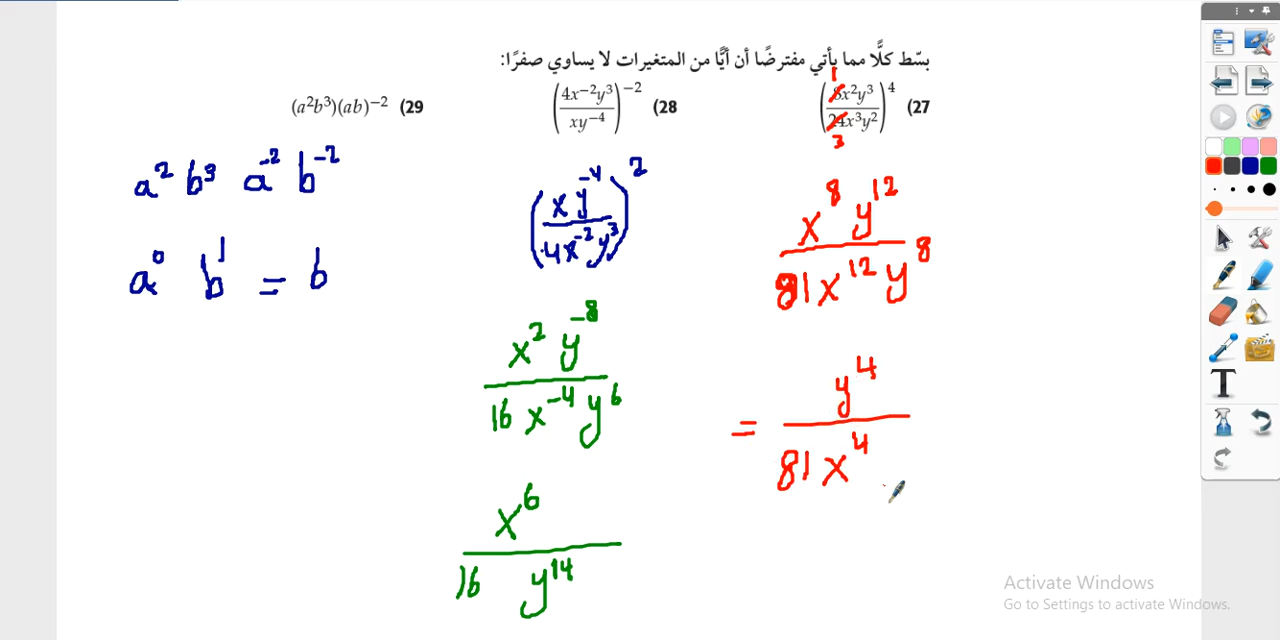 بسّط كلًّا مما يأتي مفترضًا أن أيًّا من المتغيرات لا يساوي صفرًا:
(27 (8x²y³ / 24x³y²)⁴
1
3
x⁸ y¹² / 81 x¹² y⁸
= y⁴ / 81 x⁴
(28 (4x⁻²y³ / xy⁻⁴)⁻²
(x y⁻⁴ / 4x⁻² y³)²
x² y⁻⁸ / 16 x⁻⁴ y⁶
x⁶ / 16 y¹⁴
(29 (a²b³)(ab)⁻²
a² b³ a⁻² b⁻²
a⁰ b¹ = b
T
Activate Windows
Go to Settings to activate Windows.